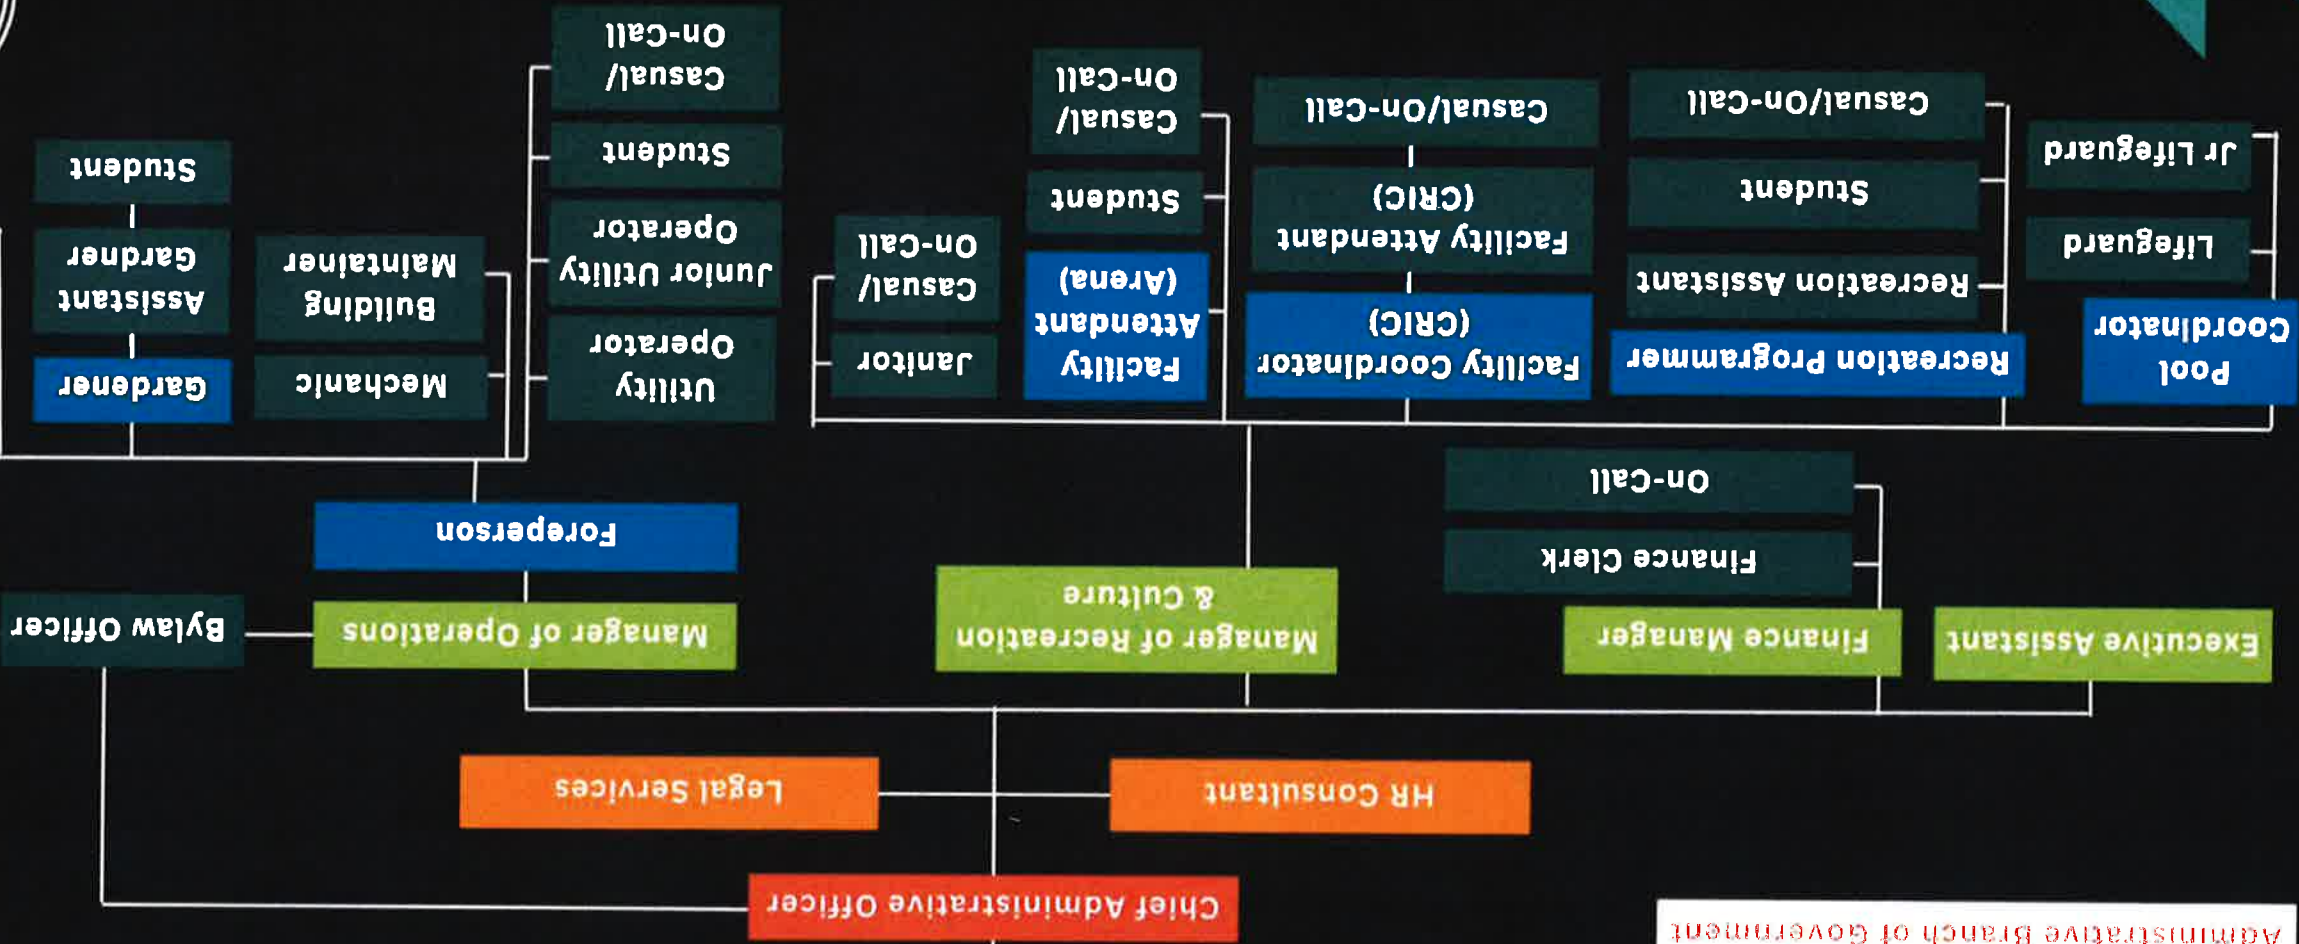 Administrative Branch of Government
Chief Administrative Officer
HR Consultant
Legal Services
Executive Assistant
Finance Manager
Finance Clerk
On-Call
Manager of Recreation
& Culture
Manager of Operations
Bylaw Officer
Foreperson
Pool
Coordinator
Lifeguard
Jr Lifeguard
Recreation Programmer
Recreation Assistant
Student
Casual/On-Call
Facility Coordinator
(CRIC)
Facility Attendant
(CRIC)
Casual/On-Call
Facility
Attendant
(Arena)
Student
Casual/
On-Call
Janitor
Casual/
On-Call
Utility
Operator
Junior Utility
Operator
Student
Casual/
On-Call
Mechanic
Building
Maintainer
Gardener
Assistant
Gardner
Student